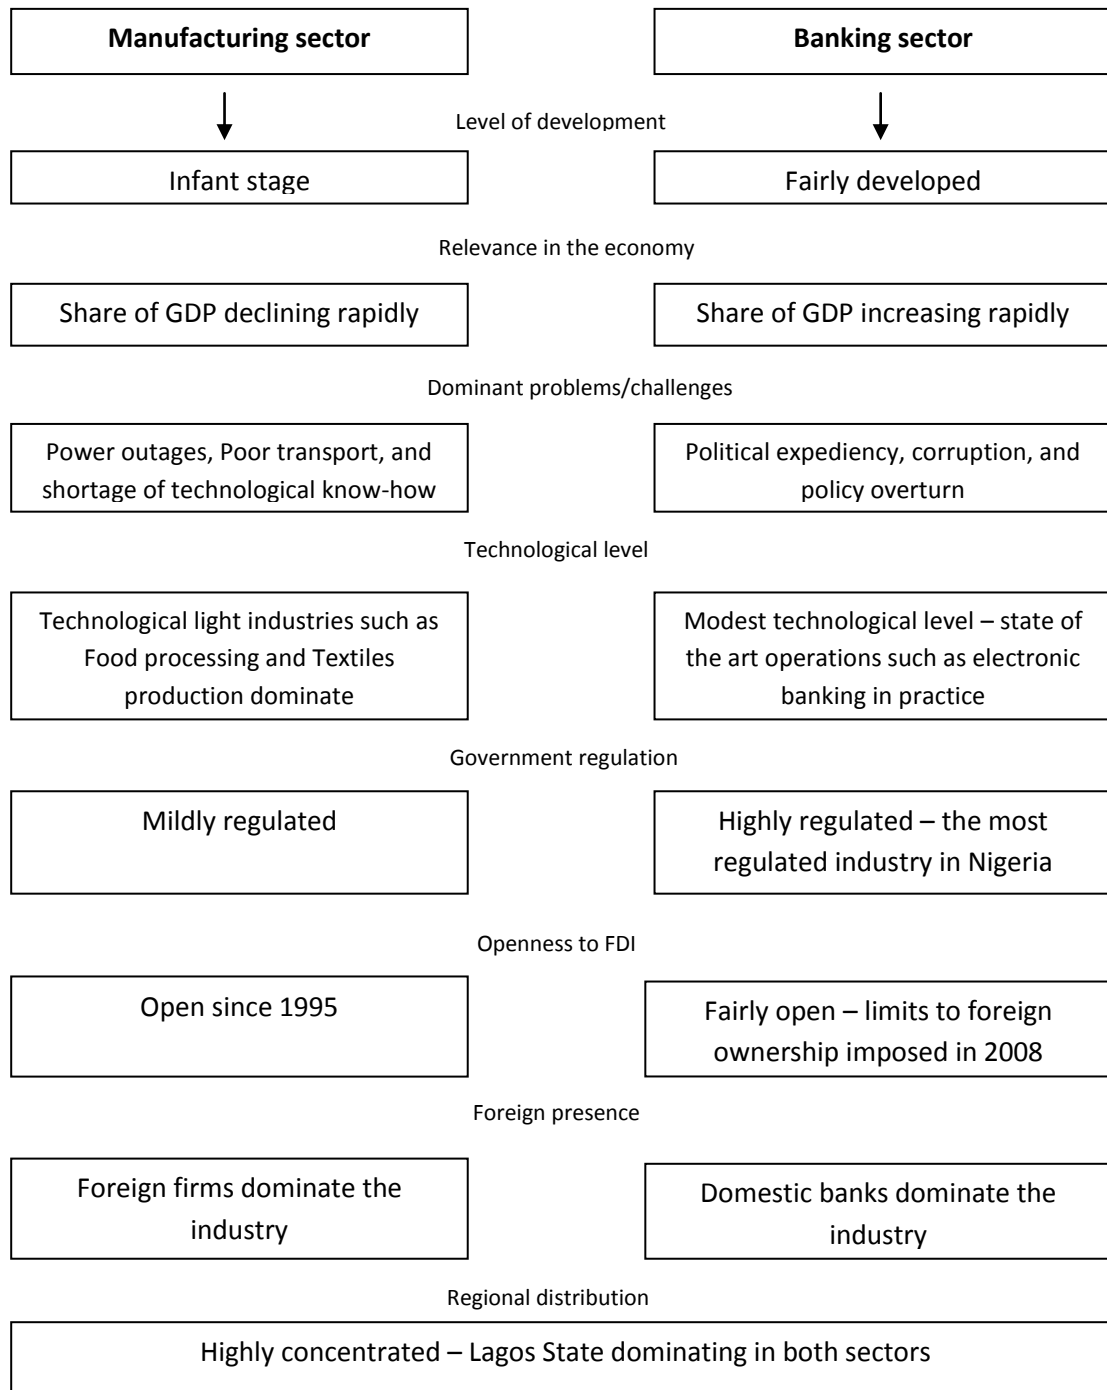 Manufacturing sector
Banking sector
Level of development
Infant stage
Fairly developed
Relevance in the economy
Share of GDP declining rapidly
Share of GDP increasing rapidly
Dominant problems/challenges
Power outages, Poor transport, and
shortage of technological know-how
Political expediency, corruption, and
policy overturn
Technological level
Technological light industries such as
Food processing and Textiles
production dominate
Modest technological level – state of
the art operations such as electronic
banking in practice
Government regulation
Mildly regulated
Highly regulated – the most
regulated industry in Nigeria
Openness to FDI
Open since 1995
Fairly open – limits to foreign
ownership imposed in 2008
Foreign presence
Foreign firms dominate the
industry
Domestic banks dominate the
industry
Regional distribution
Highly concentrated – Lagos State dominating in both sectors